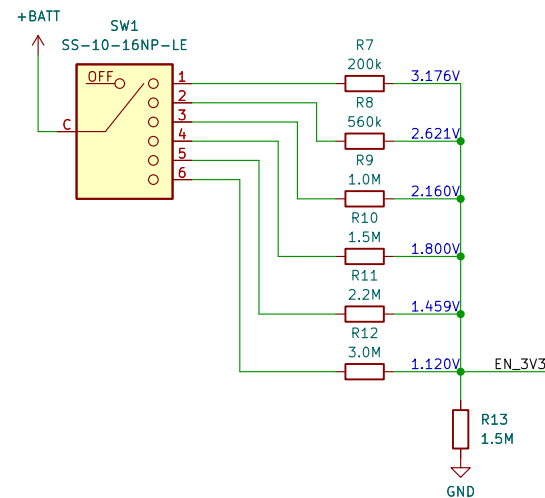 +BATT
SW1
SS-10-16NP-LE
OFF
C
1
2
3
4
5
6
R7
200k
3.176V
R8
560k
2.621V
R9
1.0M
2.160V
R10
1.5M
1.800V
R11
2.2M
1.459V
R12
3.0M
1.120V
EN_3V3
R13
1.5M
GND